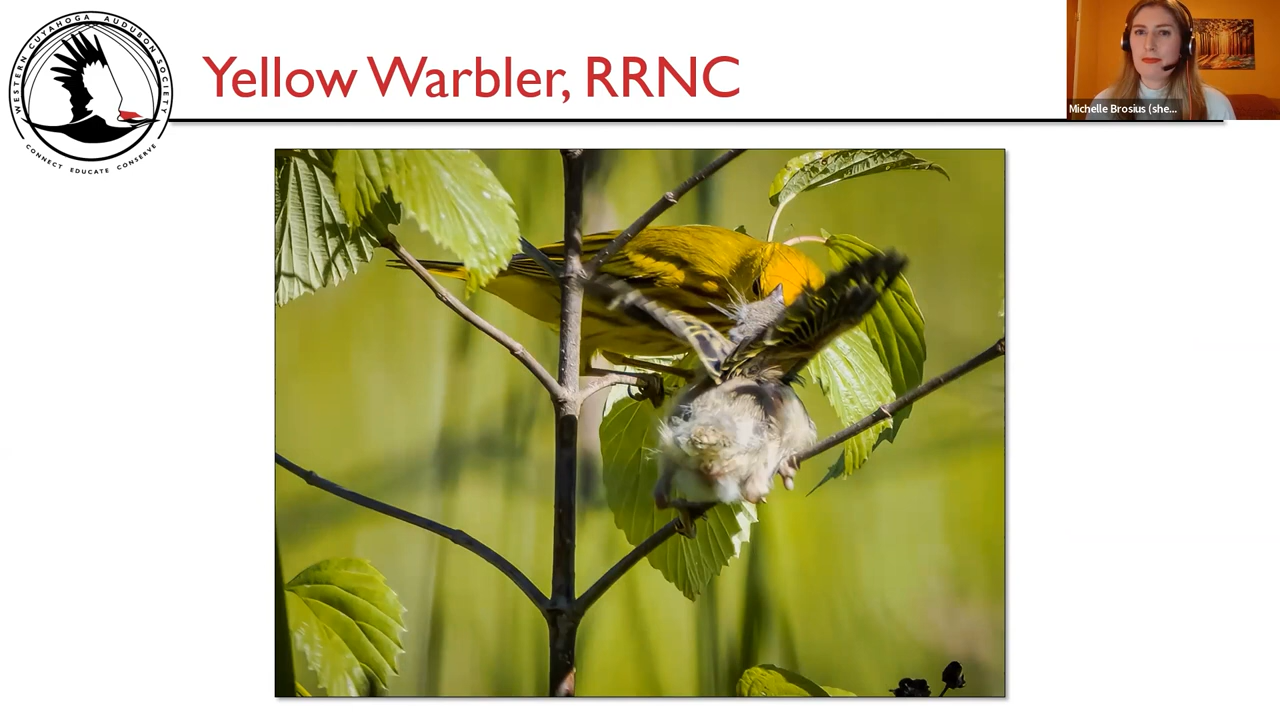 WESTERN CUYAHOGA AUDUBON SOCIETY
CONNECT EDUCATE CONSERVE
Yellow Warbler, RRNC
Michelle Brosius (she...